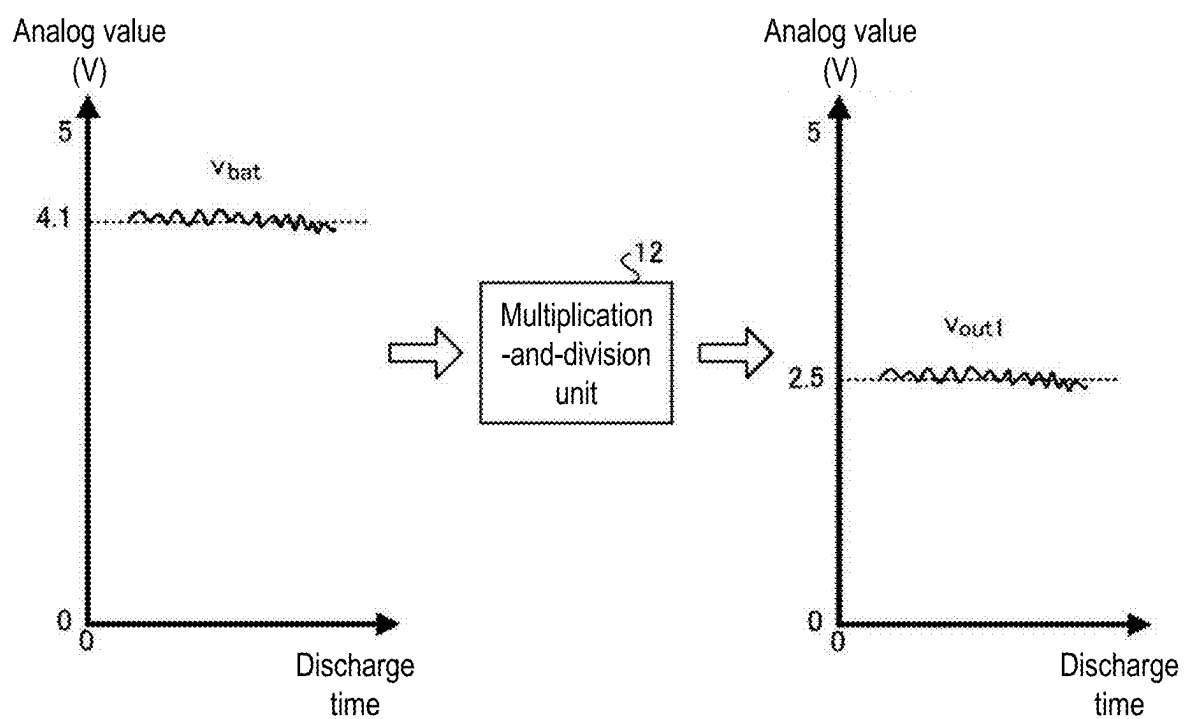 Analog value
(V)
5
Vbat
4.1
0
0
Discharge
time
12
Multiplication
-and-division
unit
Analog value
(V)
5
Vout1
2.5
0
0
Discharge
time